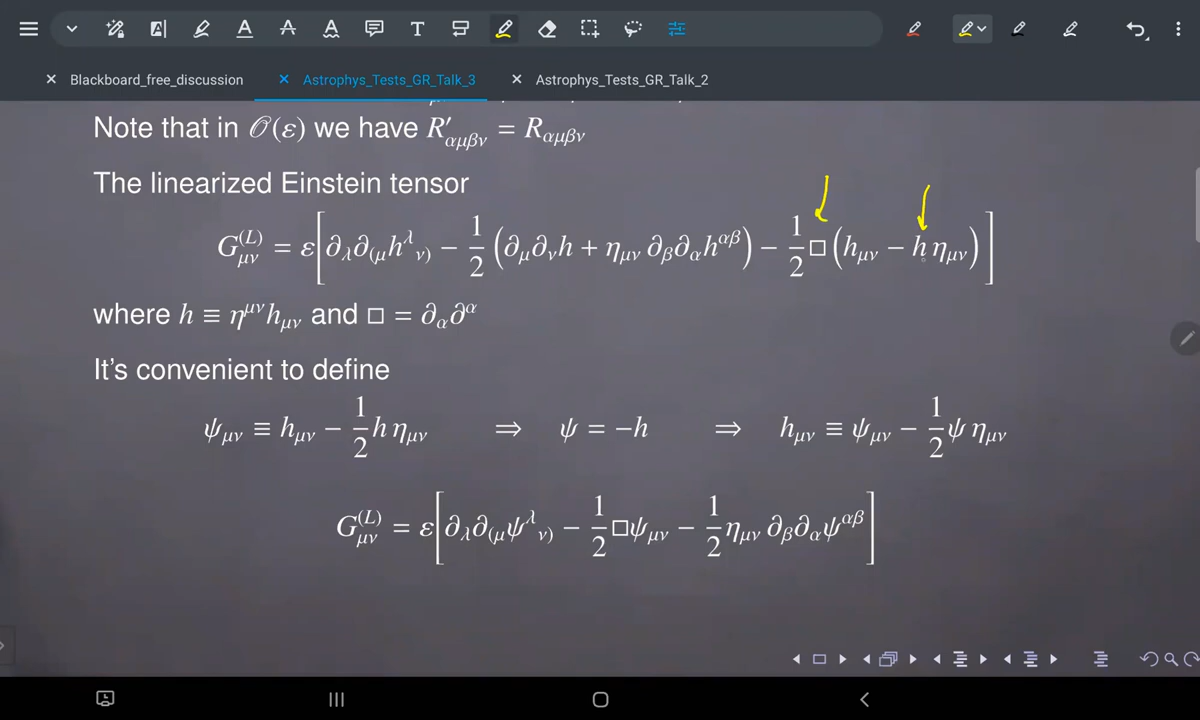 Blackboard_free_discussion Astrophys_Tests_GR_Talk_3 Astrophys_Tests_GR_Talk_2
Note that in 𝒪(ε) we have R′_{αμβν} = R_{αμβν}
The linearized Einstein tensor
G^{(L)}_{μν} = ε[∂_λ∂_{(μ}h^λ_{ν)} − 1/2 (∂_μ∂_νh + η_{μν} ∂_β∂_αh^{αβ}) − 1/2 □(h_{μν} − h η_{μν})]
where h ≡ η^{μν}h_{μν} and □ = ∂_α∂^α
It's convenient to define
ψ_{μν} ≡ h_{μν} − 1/2 h η_{μν} ⇒ ψ = −h ⇒ h_{μν} ≡ ψ_{μν} − 1/2 ψ η_{μν}
G^{(L)}_{μν} = ε[∂_λ∂_{(μ}ψ^λ_{ν)} − 1/2 □ψ_{μν} − 1/2 η_{μν} ∂_β∂_αψ^{αβ}]